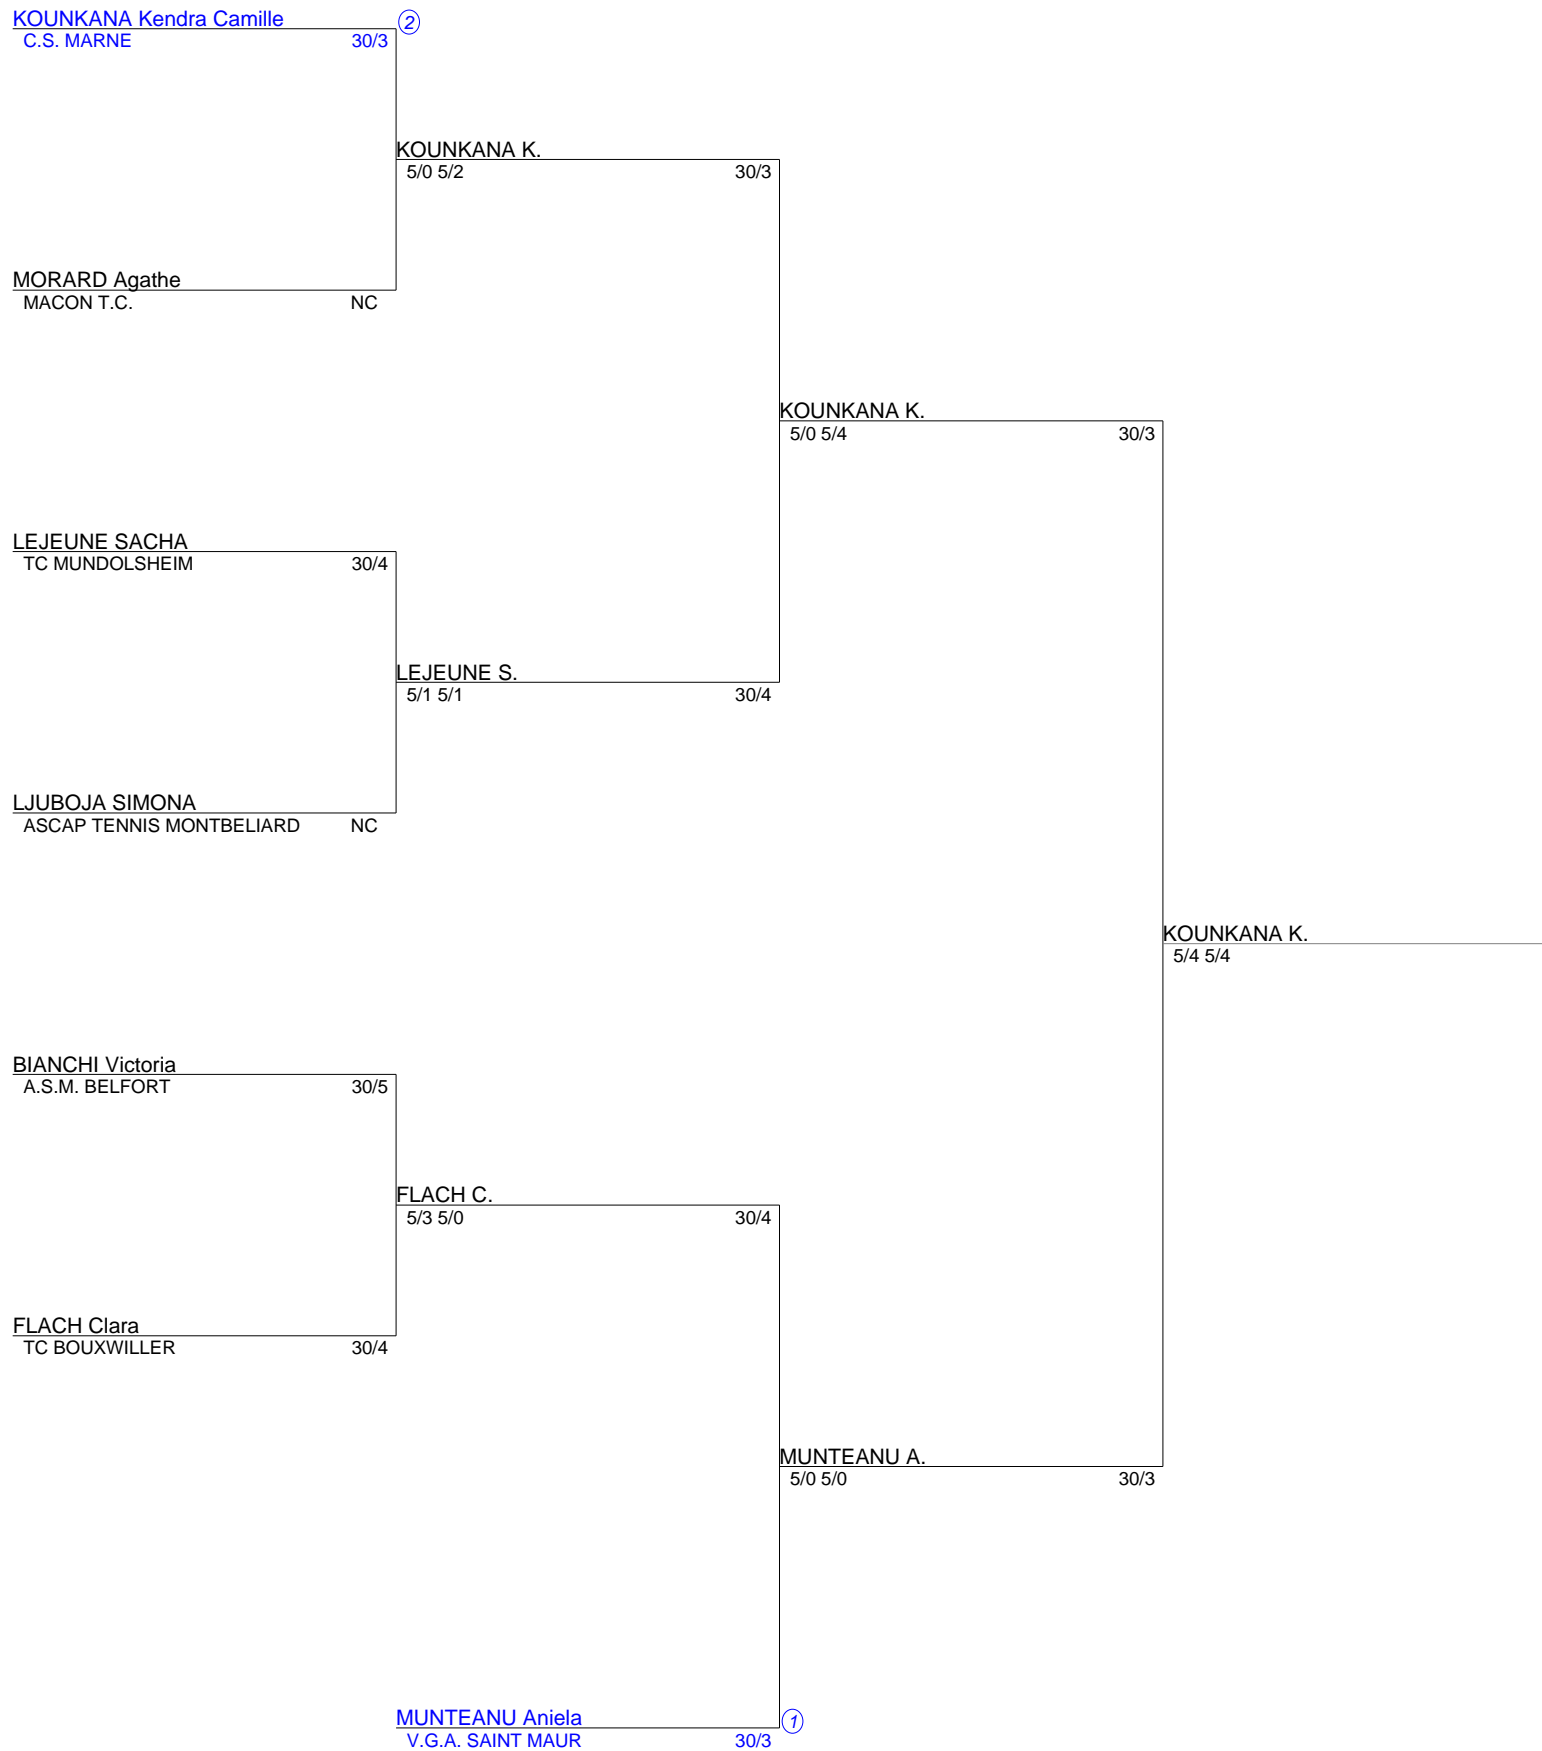 KOUNKANA Kendra Camille 2
C.S. MARNE 30/3
KOUNKANA K.
5/0 5/2 30/3
MORARD Agathe
MACON T.C. NC
KOUNKANA K.
5/0 5/4 30/3
LEJEUNE SACHA
TC MUNDOLSHEIM 30/4
LEJEUNE S.
5/1 5/1 30/4
LJUBOJA SIMONA
ASCAP TENNIS MONTBELIARD NC
KOUNKANA K.
5/4 5/4
BIANCHI Victoria
A.S.M. BELFORT 30/5
FLACH C.
5/3 5/0 30/4
FLACH Clara
TC BOUXWILLER 30/4
MUNTEANU A.
5/0 5/0 30/3
MUNTEANU Aniela 1
V.G.A. SAINT MAUR 30/3